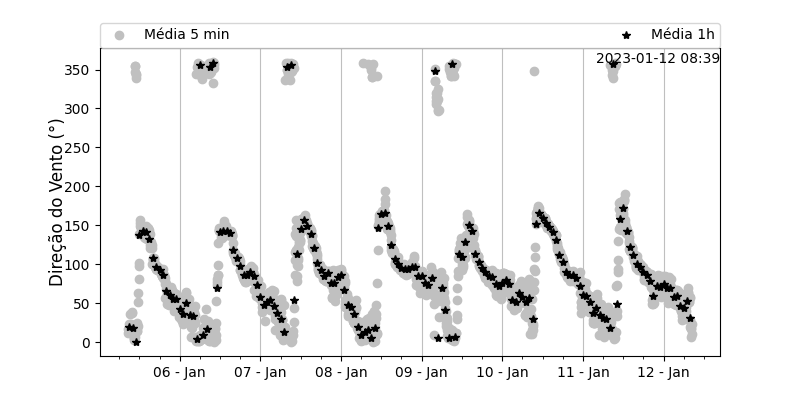 Média 5 min
Média 1h
2023-01-12 08:39
Direção do Vento (°)
350
300
250
200
150
100
50
0
06 - Jan
07 - Jan
08 - Jan
09 - Jan
10 - Jan
11 - Jan
12 - Jan